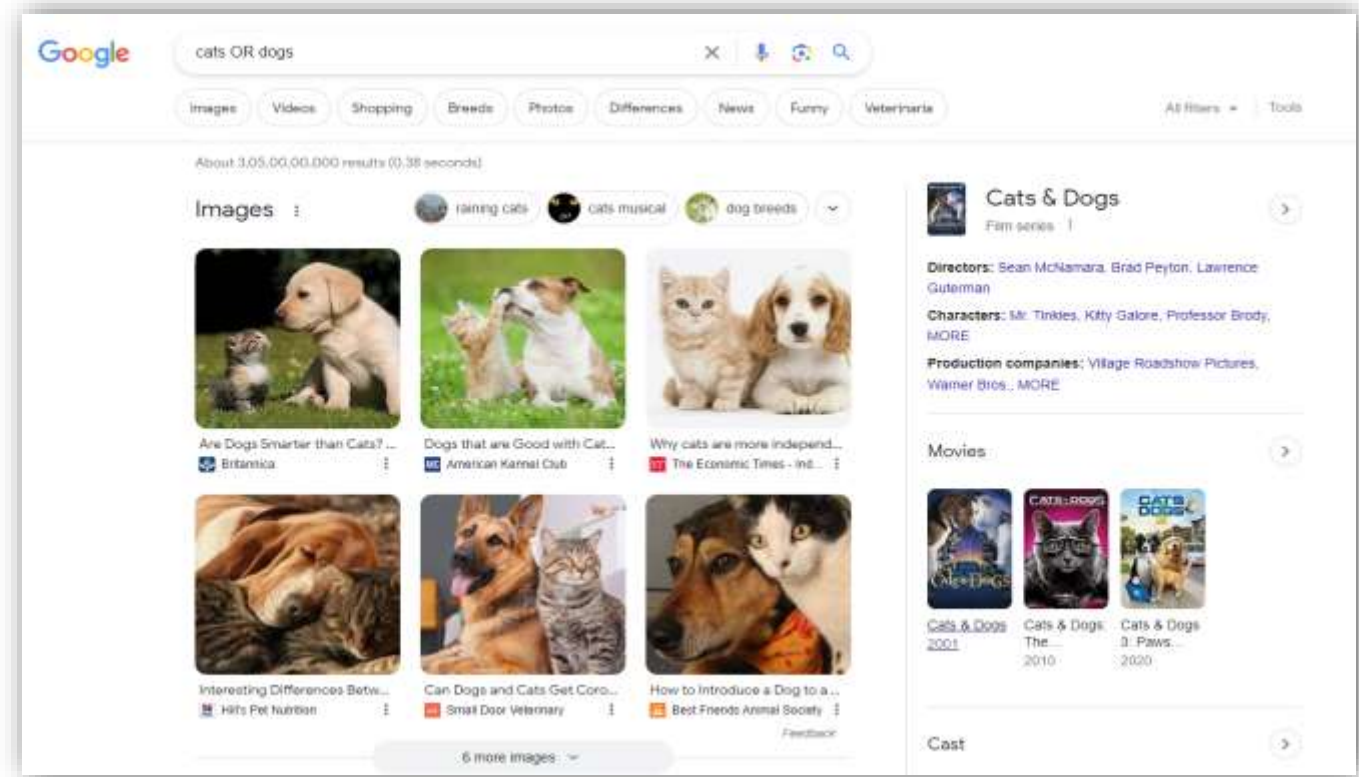 Google
cats OR dogs
Images Videos Shopping Breeds Photos Differences News Funny Veterinaria
All filters Tools
About 3,05,00,00,000 results (0.38 seconds)
Images
raining cats cats musical dog breeds
Are Dogs Smarter than Cats? ...
Britannica
Dogs that are Good with Cat...
American Kennel Club
Why cats are more independ...
The Economic Times - Ind...
Interesting Differences Betw...
Hill's Pet Nutrition
Can Dogs and Cats Get Coro...
Small Door Veterinary
How to Introduce a Dog to a ...
Best Friends Animal Society
Feedback
6 more images
Cats & Dogs
Film series
Directors: Sean McNamara, Brad Peyton, Lawrence
Guterman
Characters: Mr. Tinkles, Kitty Galore, Professor Brody,
MORE
Production companies: Village Roadshow Pictures,
Warner Bros., MORE
Movies
CATS & DOGS
CATS & DOGS
CATS
DOGS
Cats & Dogs
2001
Cats & Dogs:
The...
2010
Cats & Dogs
3: Paws...
2020
Cast